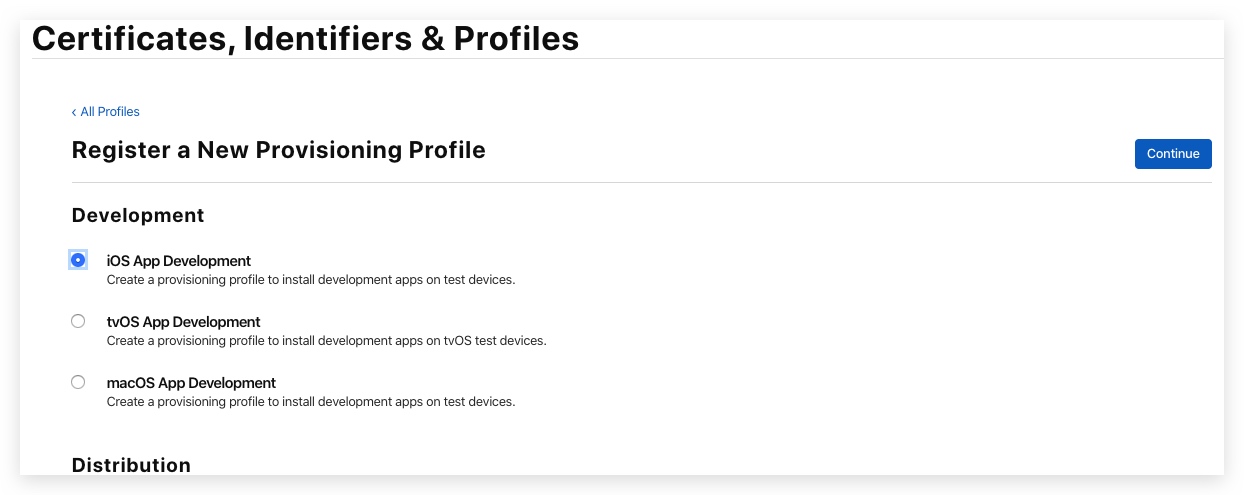 Certificates, Identifiers & Profiles
‹ All Profiles
Register a New Provisioning Profile
Continue
Development
iOS App Development
Create a provisioning profile to install development apps on test devices.
tvOS App Development
Create a provisioning profile to install development apps on tvOS test devices.
macOS App Development
Create a provisioning profile to install development apps on test devices.
Distribution